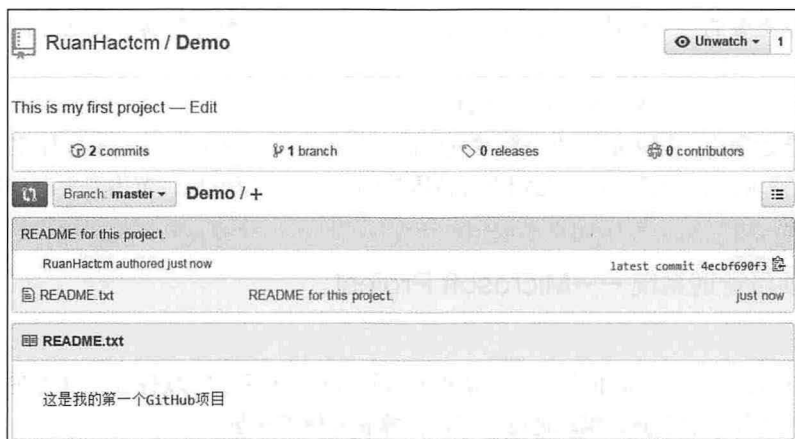 RuanHactcm / Demo
Unwatch 1
This is my first project — Edit
2 commits 1 branch 0 releases 0 contributors
Branch: master Demo / +
README for this project.
RuanHactcm authored just now latest commit 4ecbf690f3
README.txt README for this project. just now
README.txt
这是我的第一个GitHub项目